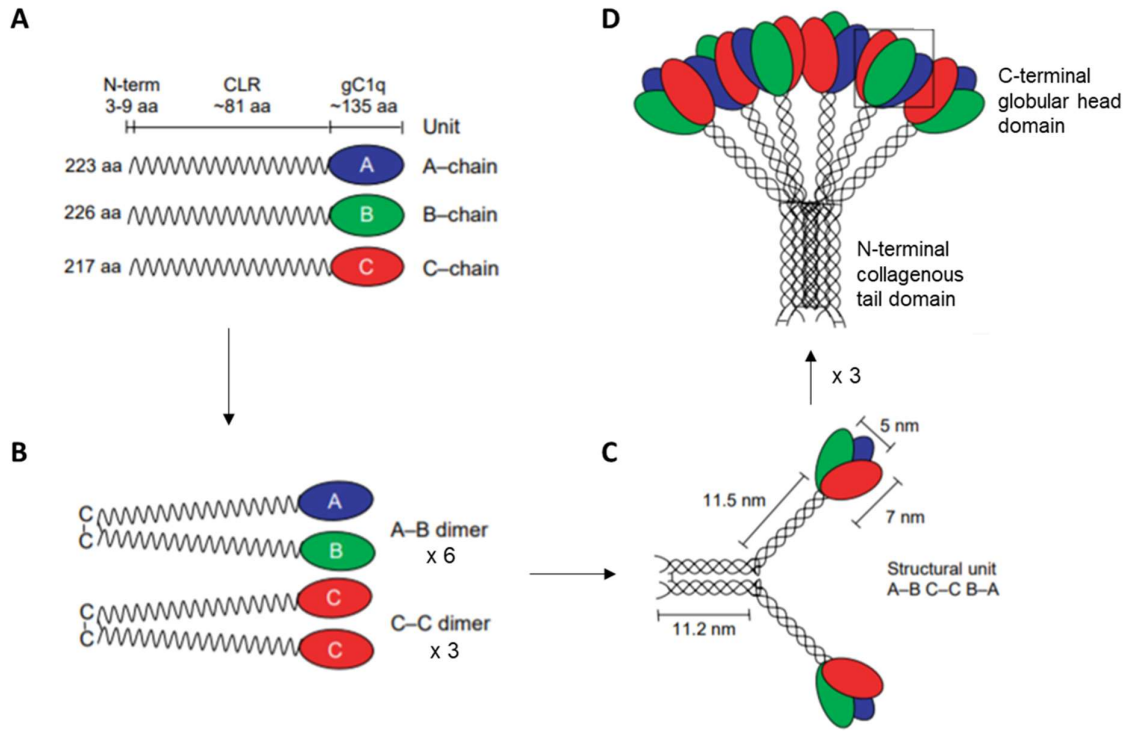 A
N-term
3-9 aa
CLR
~81 aa
gC1q
~135 aa
Unit
223 aa
A
A–chain
226 aa
B
B–chain
217 aa
C
C–chain
B
C
C
A
B
A–B dimer
x 6
C
C
C
C
C–C dimer
x 3
C
11.5 nm
5 nm
7 nm
11.2 nm
Structural unit
A–B C–C B–A
x 3
D
C-terminal
globular head
domain
N-terminal
collagenous
tail domain